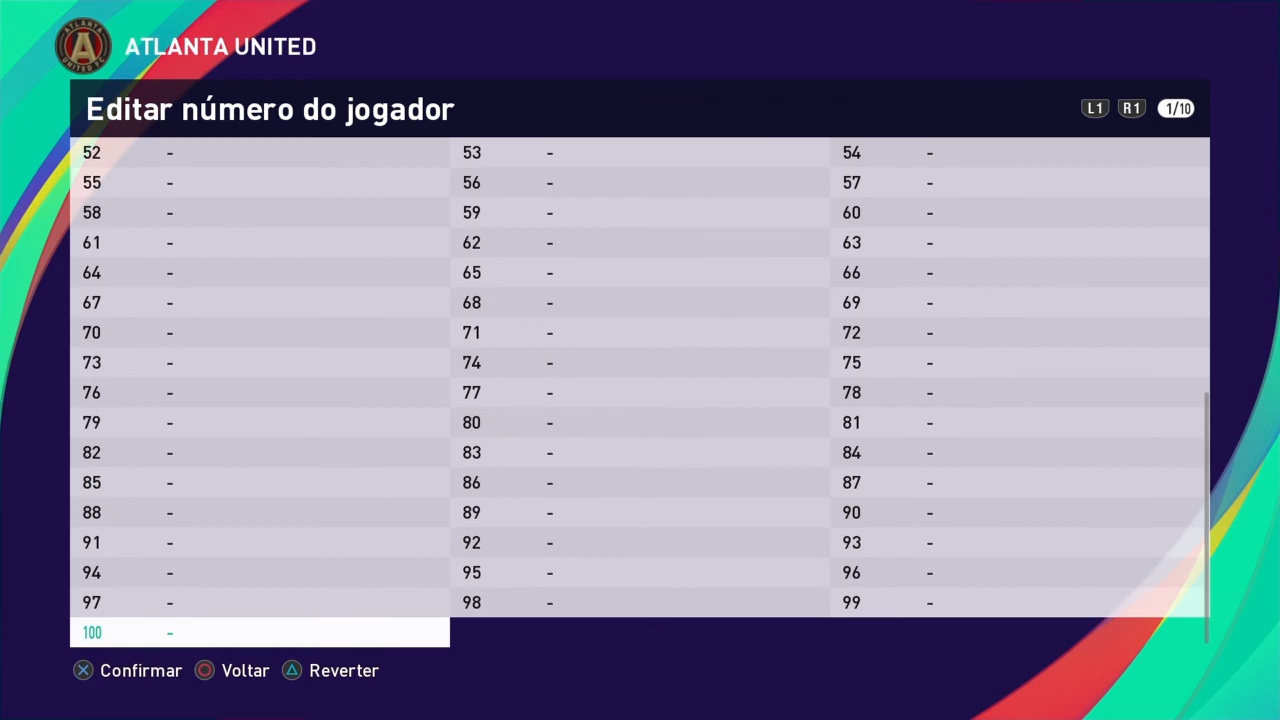 ATLANTA UNITED
Editar número do jogador
L1 R1 1/10
52 - 53 - 54 -
55 - 56 - 57 -
58 - 59 - 60 -
61 - 62 - 63 -
64 - 65 - 66 -
67 - 68 - 69 -
70 - 71 - 72 -
73 - 74 - 75 -
76 - 77 - 78 -
79 - 80 - 81 -
82 - 83 - 84 -
85 - 86 - 87 -
88 - 89 - 90 -
91 - 92 - 93 -
94 - 95 - 96 -
97 - 98 - 99 -
100 -
Confirmar Voltar Reverter